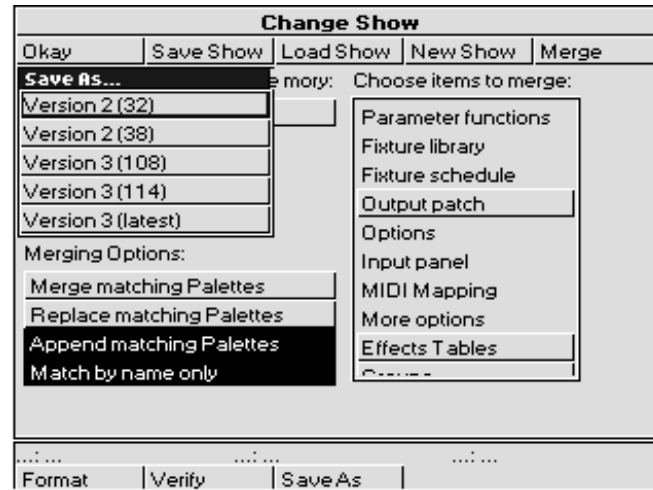 Change Show
Okay
Save Show
Load Show
New Show
Merge
Save As...
Version 2 (32)
Version 2 (38)
Version 3 (108)
Version 3 (114)
Version 3 (latest)
mory:
Merging Options:
Merge matching Palettes
Replace matching Palettes
Append matching Palettes
Match by name only
Choose items to merge:
Parameter functions
Fixture library
Fixture schedule
Output patch
Options
Input panel
MIDI Mapping
More options
Effects Tables
...: ...
...: ...
...: ...
Format
Verify
Save As